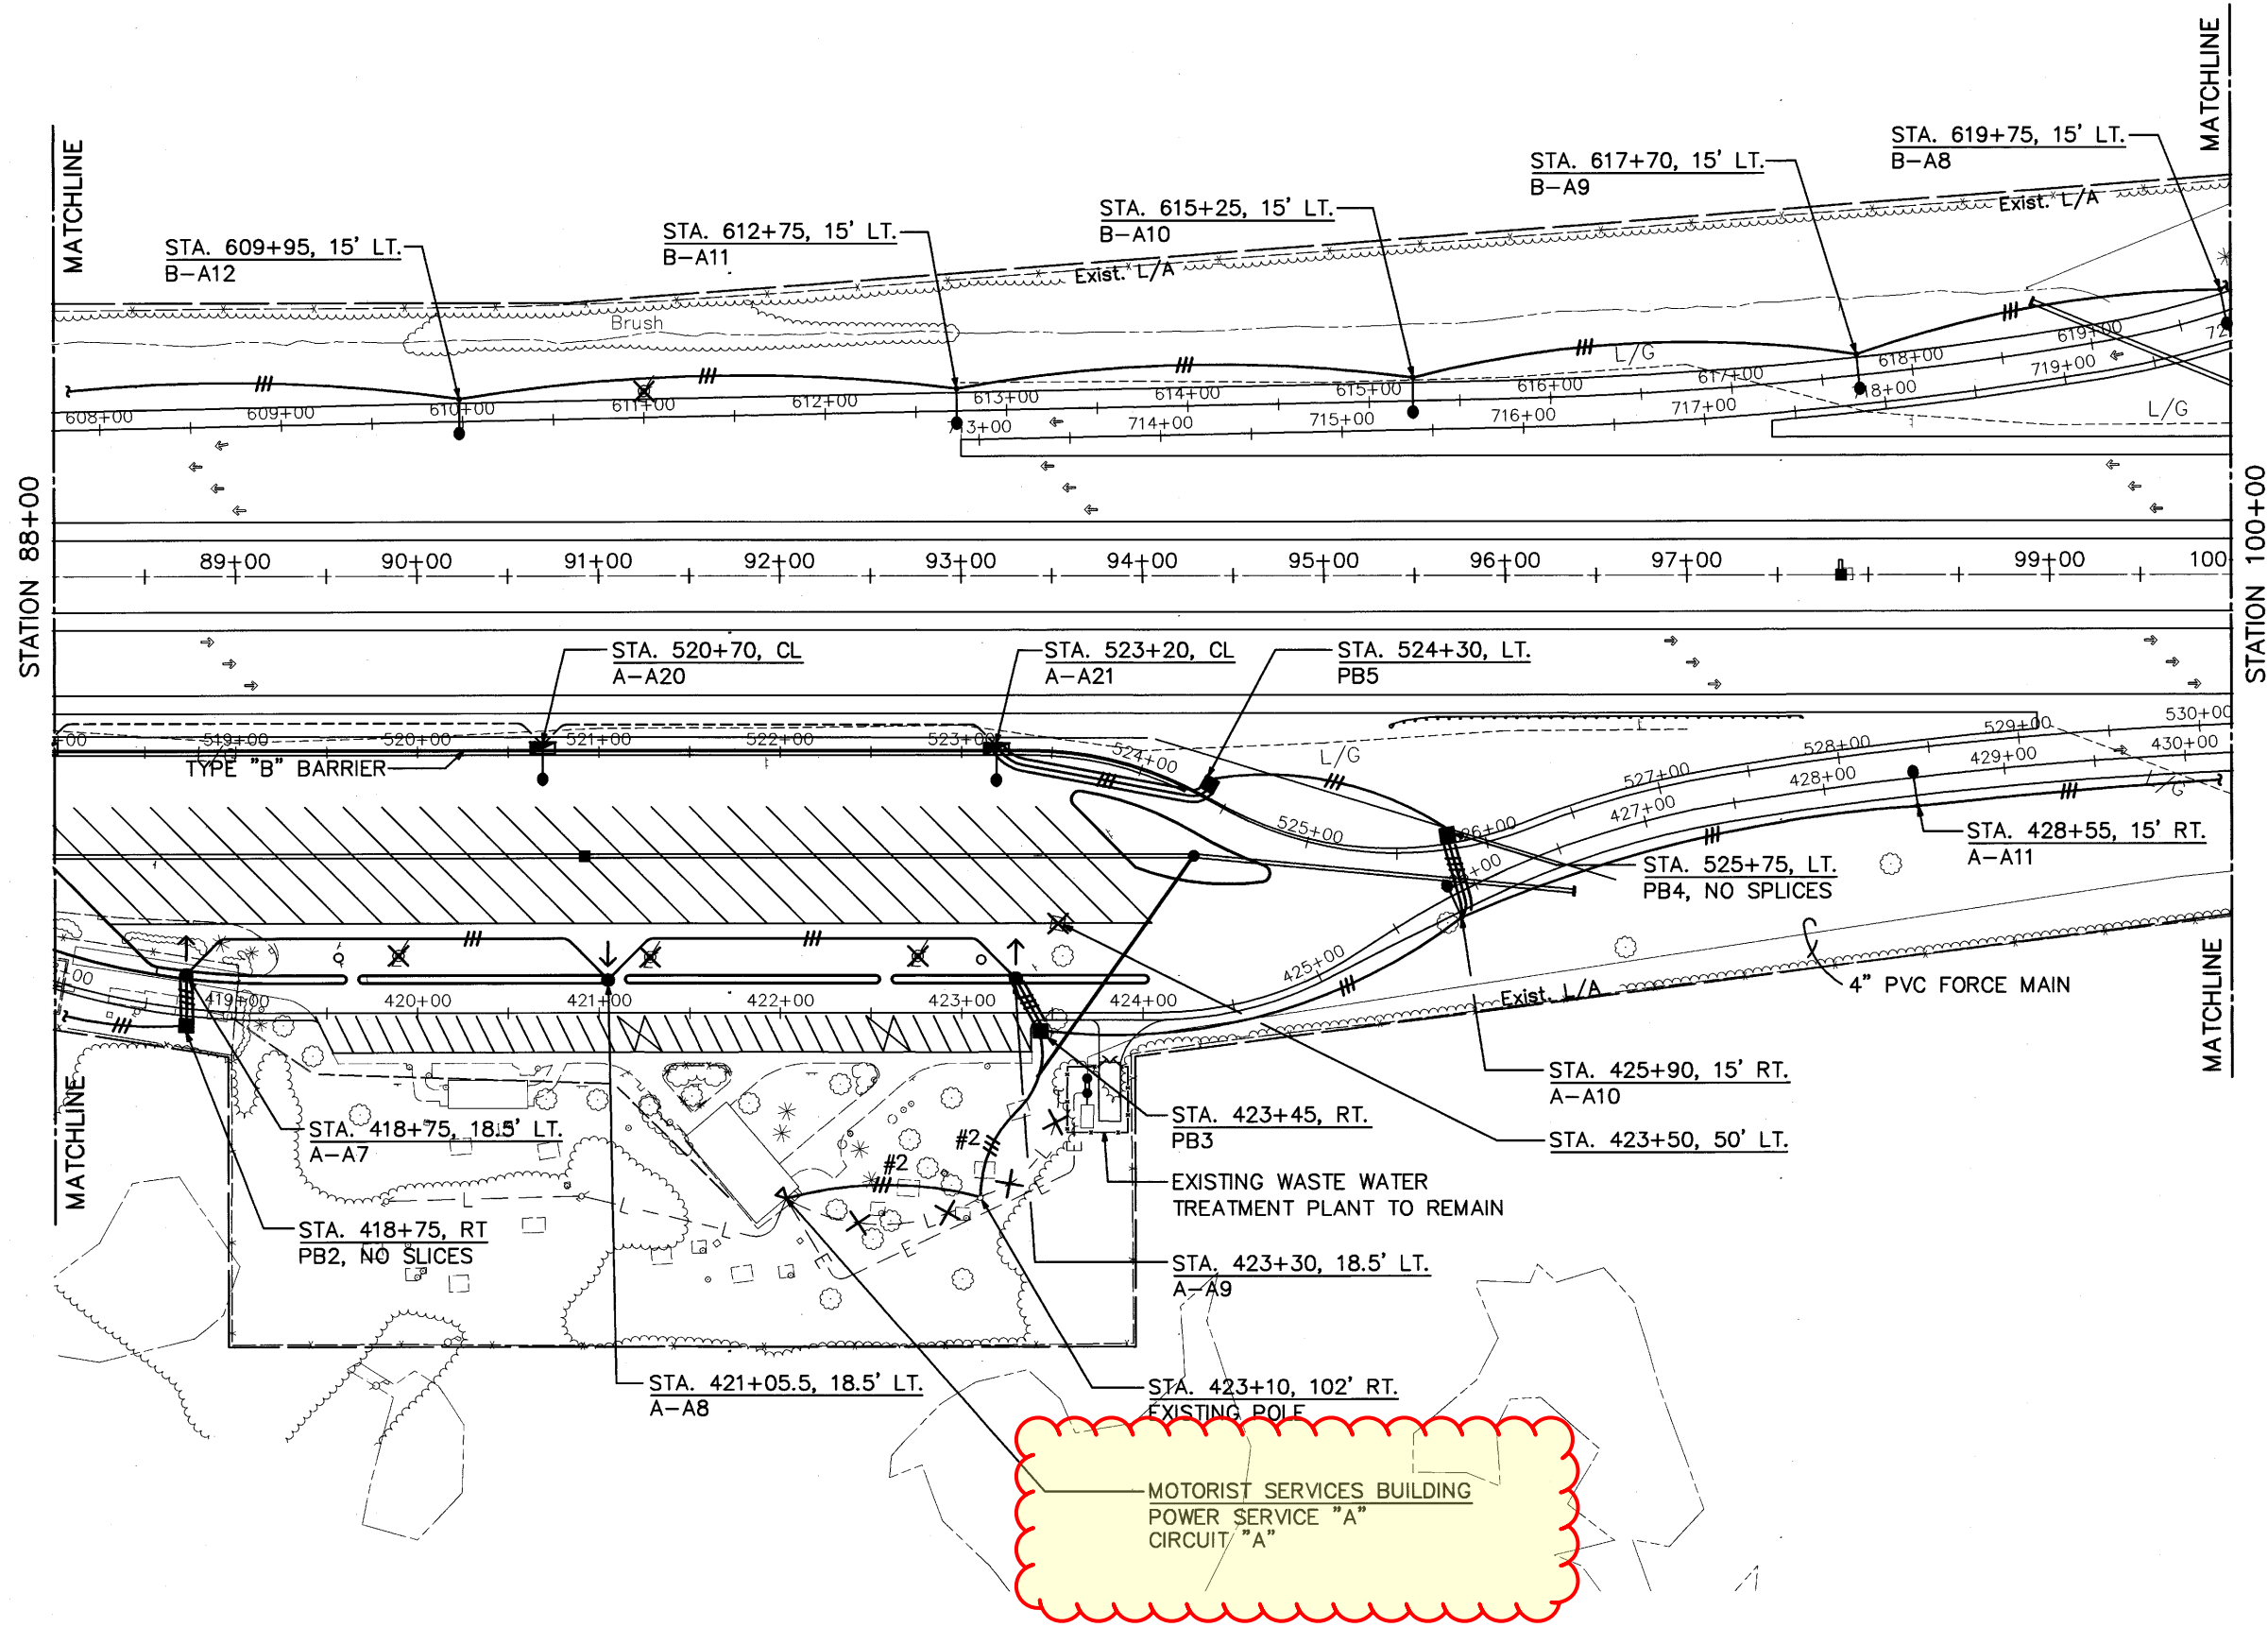 MATCHLINE
MATCHLINE
STA. 619+75, 15' LT.
B-A8
STA. 617+70, 15' LT.
B-A9
STA. 615+25, 15' LT.
B-A10
STA. 612+75, 15' LT.
B-A11
STA. 609+95, 15' LT.
B-A12
Exist. L/A
Exist. L/A
Brush
L/G
L/G
608+00
609+00
610+00
611+00
612+00
613+00
614+00
615+00
616+00
617+00
618+00
619+00
714+00
715+00
716+00
717+00
719+00
STATION 88+00
STATION 100+00
89+00
90+00
91+00
92+00
93+00
94+00
95+00
96+00
97+00
99+00
100
STA. 520+70, CL
A-A20
STA. 523+20, CL
A-A21
STA. 524+30, LT.
PB5
519+00
520+00
521+00
522+00
523+00
524+00
525+00
527+00
528+00
529+00
530+00
427+00
428+00
429+00
430+00
TYPE "B" BARRIER
L/G
STA. 428+55, 15' RT.
A-A11
STA. 525+75, LT.
PB4, NO SPLICES
4" PVC FORCE MAIN
Exist. L/A
419+00
420+00
421+00
422+00
423+00
424+00
425+00
MATCHLINE
MATCHLINE
STA. 425+90, 15' RT.
A-A10
STA. 423+50, 50' LT.
STA. 423+45, RT.
PB3
STA. 418+75, 18.5' LT.
A-A7
#2
#2
EXISTING WASTE WATER
TREATMENT PLANT TO REMAIN
STA. 418+75, RT
PB2, NO SLICES
L
L
L
L
E
E
E
STA. 423+30, 18.5' LT.
A-A9
STA. 421+05.5, 18.5' LT.
A-A8
STA. 423+10, 102' RT.
EXISTING POLE
MOTORIST SERVICES BUILDING
POWER SERVICE "A"
CIRCUIT "A"